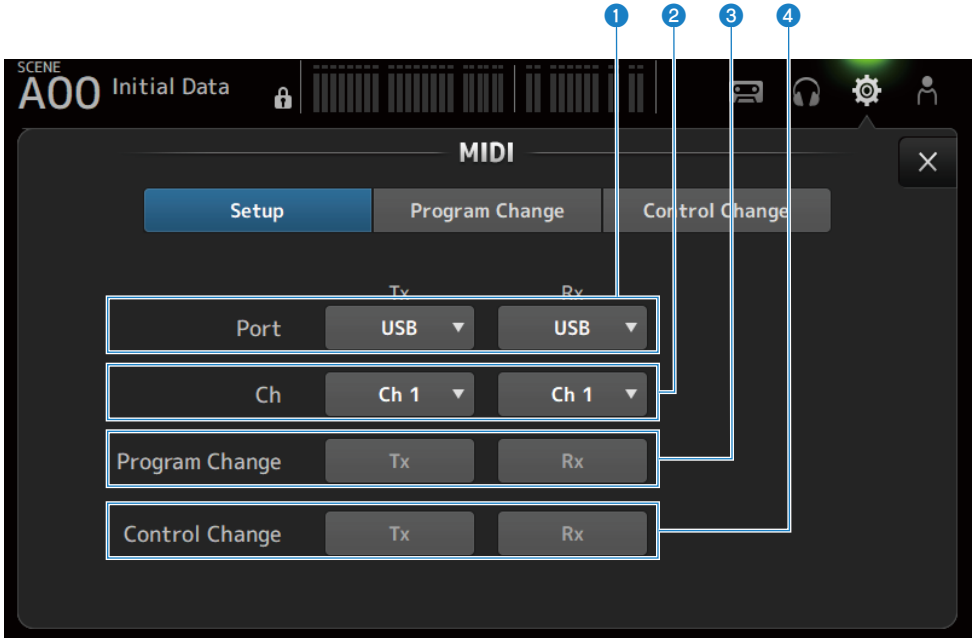 1 2 3 4
SCENE
A00 Initial Data
MIDI
Setup Program Change Control Change
Tx Rx
Port USB USB
Ch Ch 1 Ch 1
Program Change Tx Rx
Control Change Tx Rx